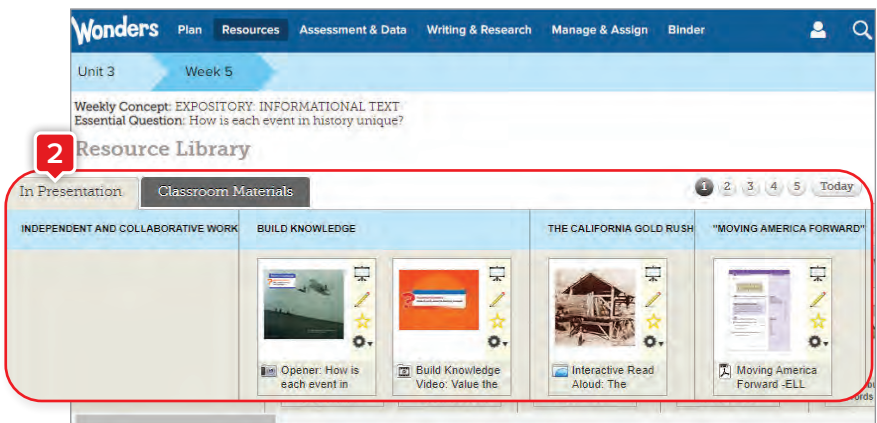 Wonders Plan Resources Assessment & Data Writing & Research Manage & Assign Binder
Unit 3 Week 5
Weekly Concept: EXPOSITORY: INFORMATIONAL TEXT
Essential Question: How is each event in history unique?
2
Resource Library
In Presentation Classroom Materials 1 2 3 4 5 Today
INDEPENDENT AND COLLABORATIVE WORK BUILD KNOWLEDGE THE CALIFORNIA GOLD RUSH "MOVING AMERICA FORWARD"
Opener: How is
each event in
Build Knowledge
Video: Value the
Interactive Read
Aloud: The
Moving America
Forward -ELL